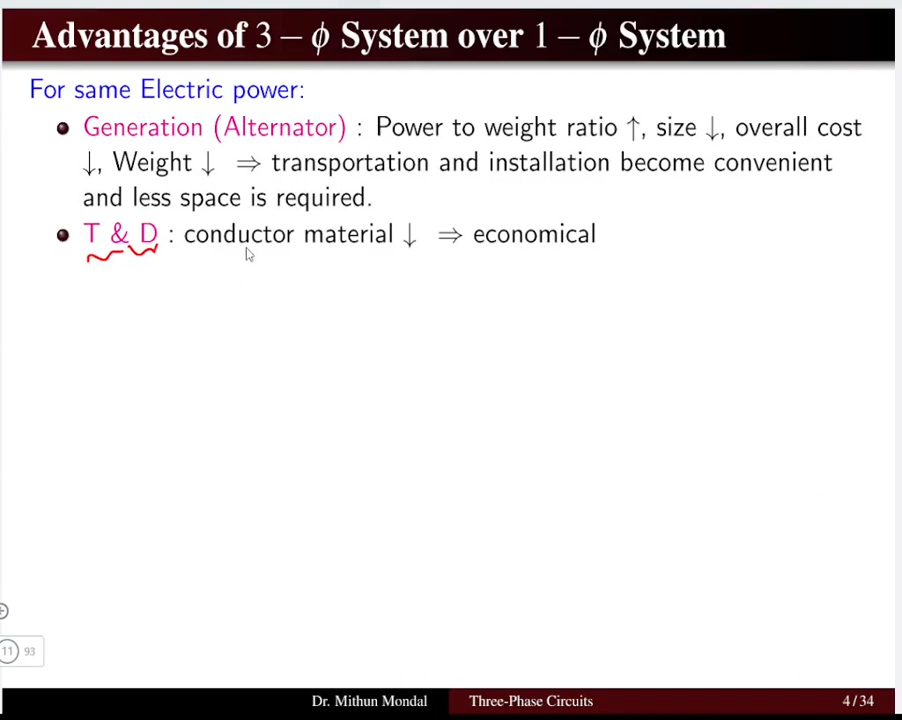 Advantages of 3 − ϕ System over 1 − ϕ System
For same Electric power:
Generation (Alternator) : Power to weight ratio ↑, size ↓, overall cost
↓, Weight ↓ ⇒ transportation and installation become convenient
and less space is required.
T & D : conductor material ↓ ⇒ economical
11 93
Dr. Mithun Mondal Three-Phase Circuits 4 / 34